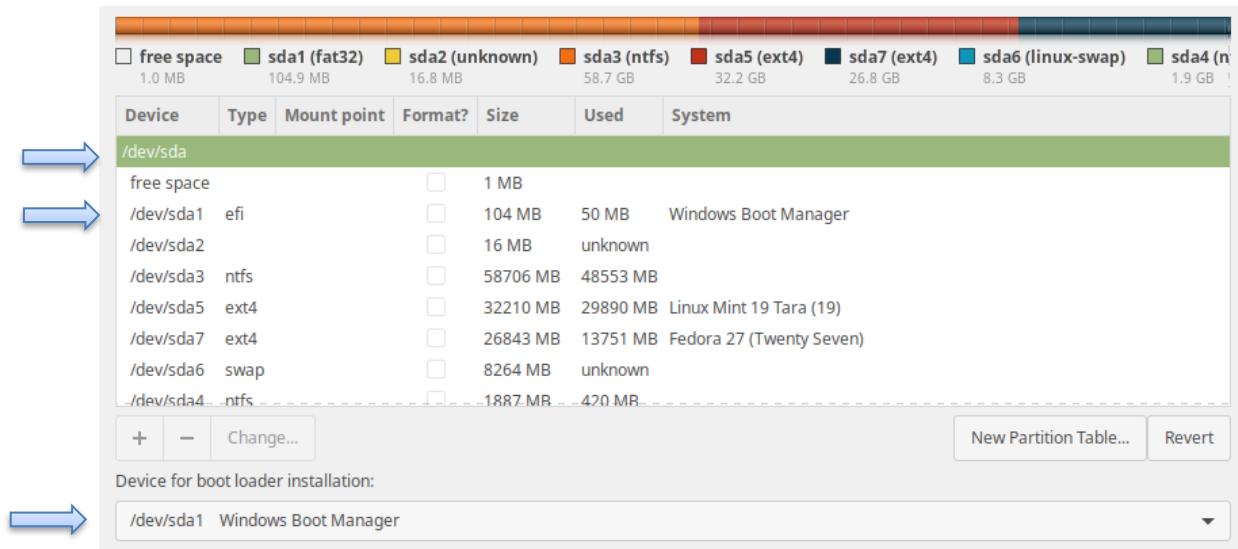 free space sda1 (fat32) sda2 (unknown) sda3 (ntfs) sda5 (ext4) sda7 (ext4) sda6 (linux-swap) sda4 (n
1.0 MB 104.9 MB 16.8 MB 58.7 GB 32.2 GB 26.8 GB 8.3 GB 1.9 GB
Device Type Mount point Format? Size Used System
/dev/sda
free space 1 MB
/dev/sda1 efi 104 MB 50 MB Windows Boot Manager
/dev/sda2 16 MB unknown
/dev/sda3 ntfs 58706 MB 48553 MB
/dev/sda5 ext4 32210 MB 29890 MB Linux Mint 19 Tara (19)
/dev/sda7 ext4 26843 MB 13751 MB Fedora 27 (Twenty Seven)
/dev/sda6 swap 8264 MB unknown
/dev/sda4 ntfs 1887 MB 420 MB
+ − Change... New Partition Table... Revert
Device for boot loader installation:
/dev/sda1 Windows Boot Manager